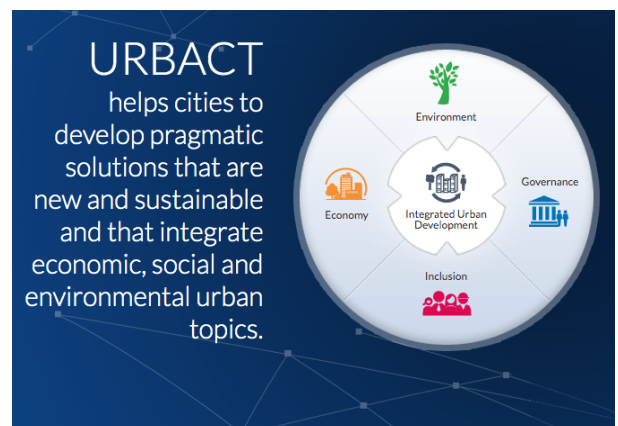 URBACT
helps cities to
develop pragmatic
solutions that are
new and sustainable
and that integrate
economic, social and
environmental urban
topics.
Environment
Economy
Integrated Urban
Development
Governance
Inclusion